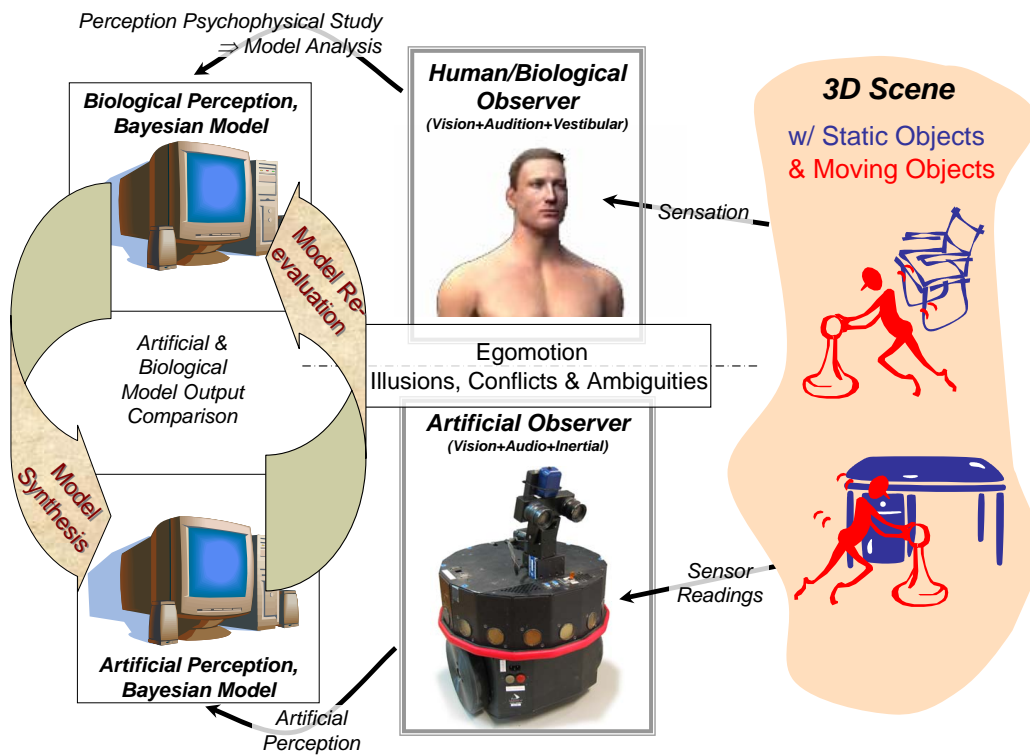 Perception Psychophysical Study
⇒ Model Analysis
Biological Perception,
Bayesian Model
Human/Biological
Observer
(Vision+Audition+Vestibular)
3D Scene
w/ Static Objects
& Moving Objects
Sensation
Model Re-
evaluation
Artificial &
Biological
Model Output
Comparison
Egomotion
Illusions, Conflicts & Ambiguities
Model
Synthesis
Artificial Observer
(Vision+Audio+Inertial)
Sensor
Readings
Artificial Perception,
Bayesian Model
Artificial
Perception